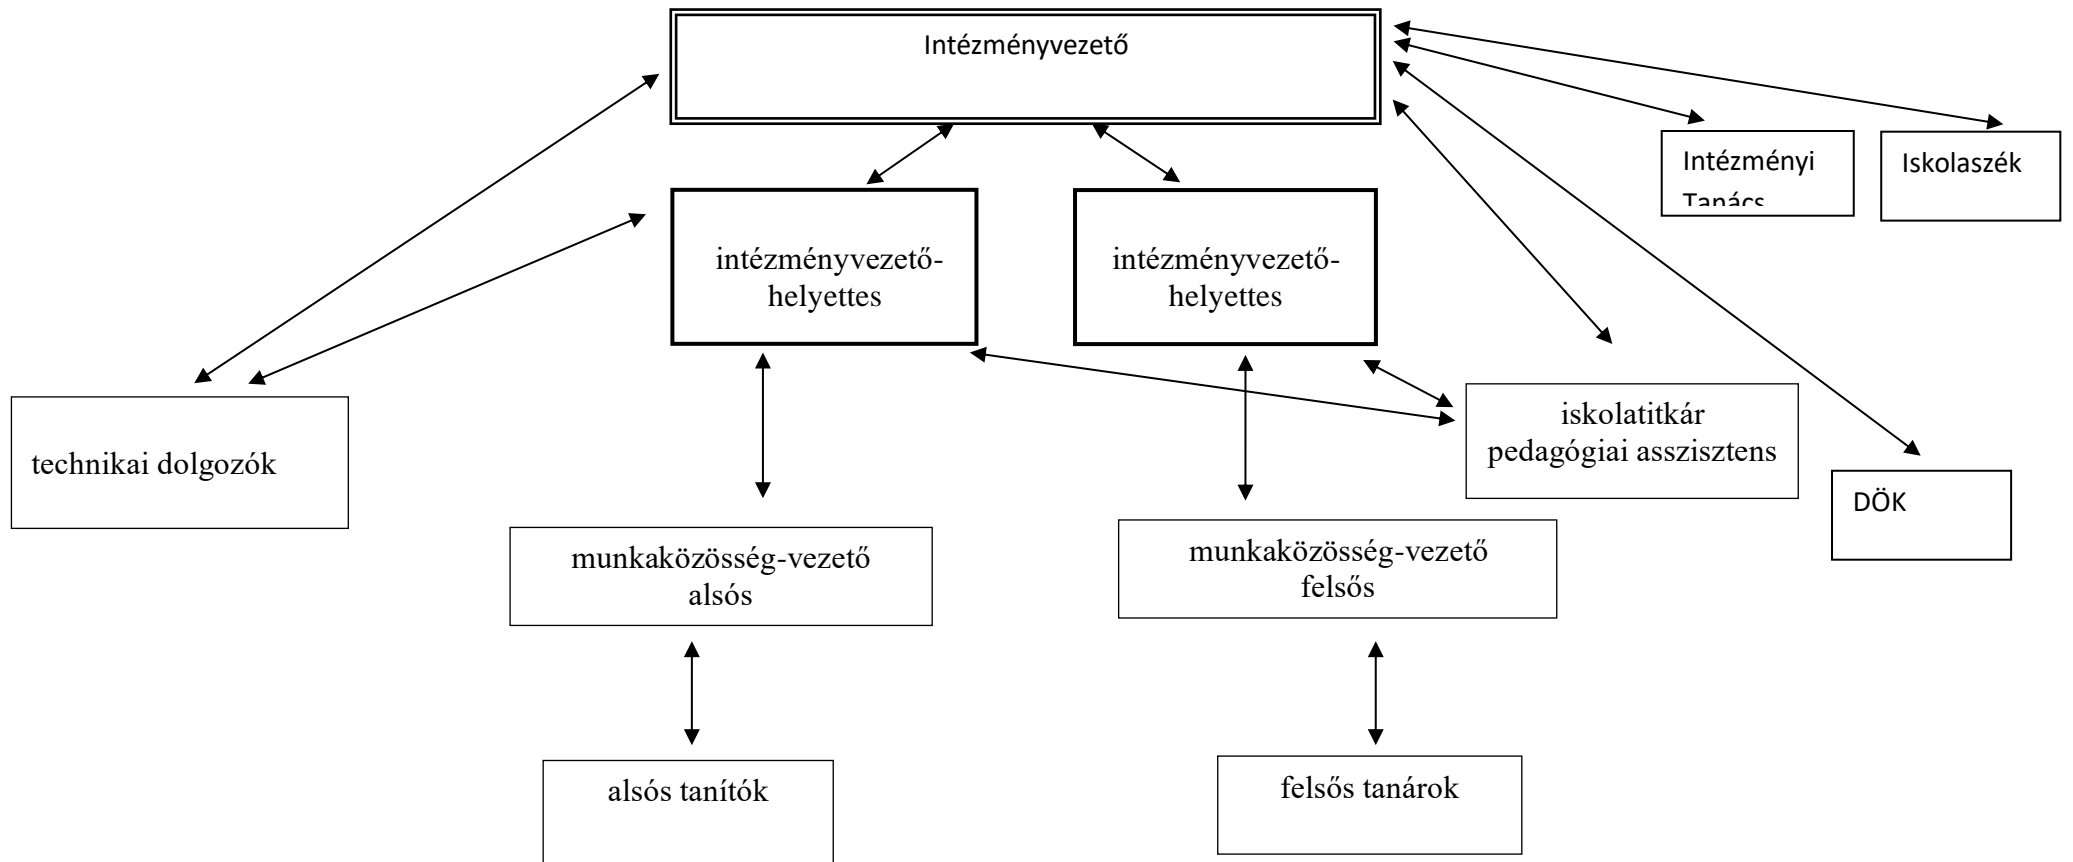 Intézményvezető
Intézményi
Tanács
Iskolaszék
intézményvezető-
helyettes
intézményvezető-
helyettes
technikai dolgozók
iskolatitkár
pedagógiai asszisztens
DÖK
munkaközösség-vezető
alsós
munkaközösség-vezető
felsős
alsós tanítók
felsős tanárok